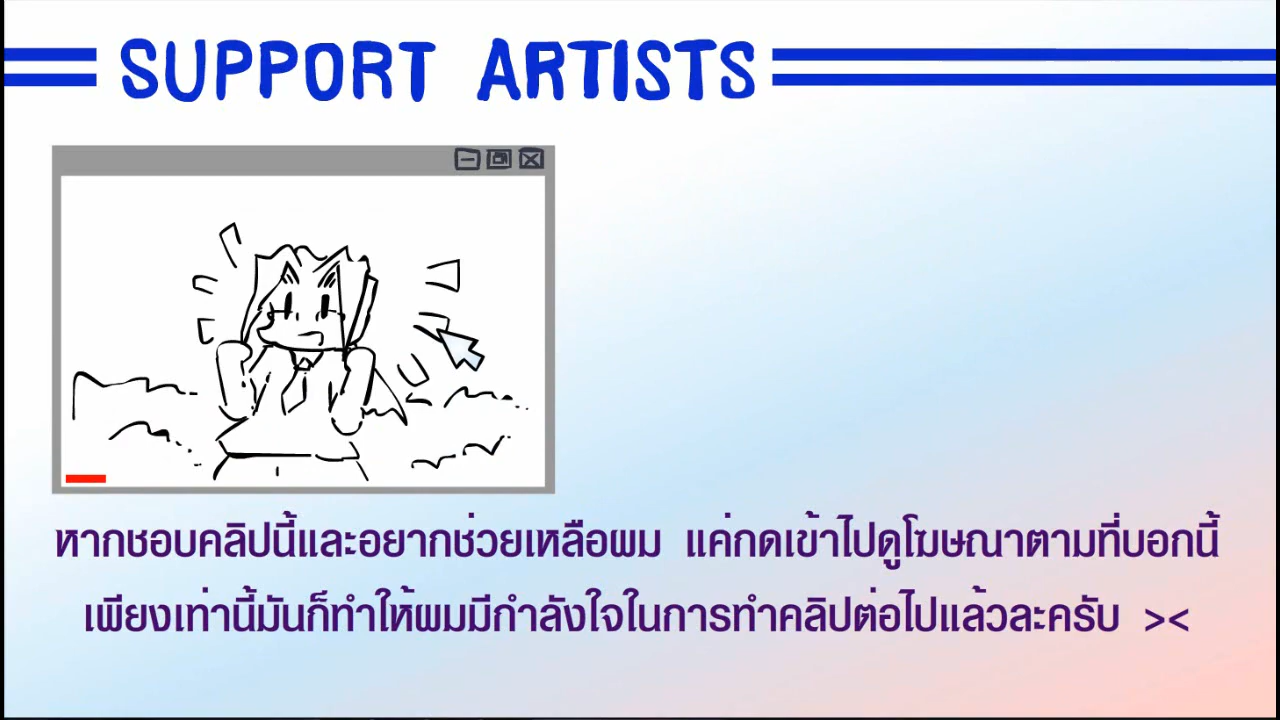 SUPPORT ARTISTS
หากชอบคลิปนี้และอยากช่วยเหลือผม แค่กดเข้าไปดูโฆษณาตามที่บอกนี้
เพียงเท่านี้มันก็ทำให้ผมมีกำลังใจในการทำคลิปต่อไปแล้วละครับ ><